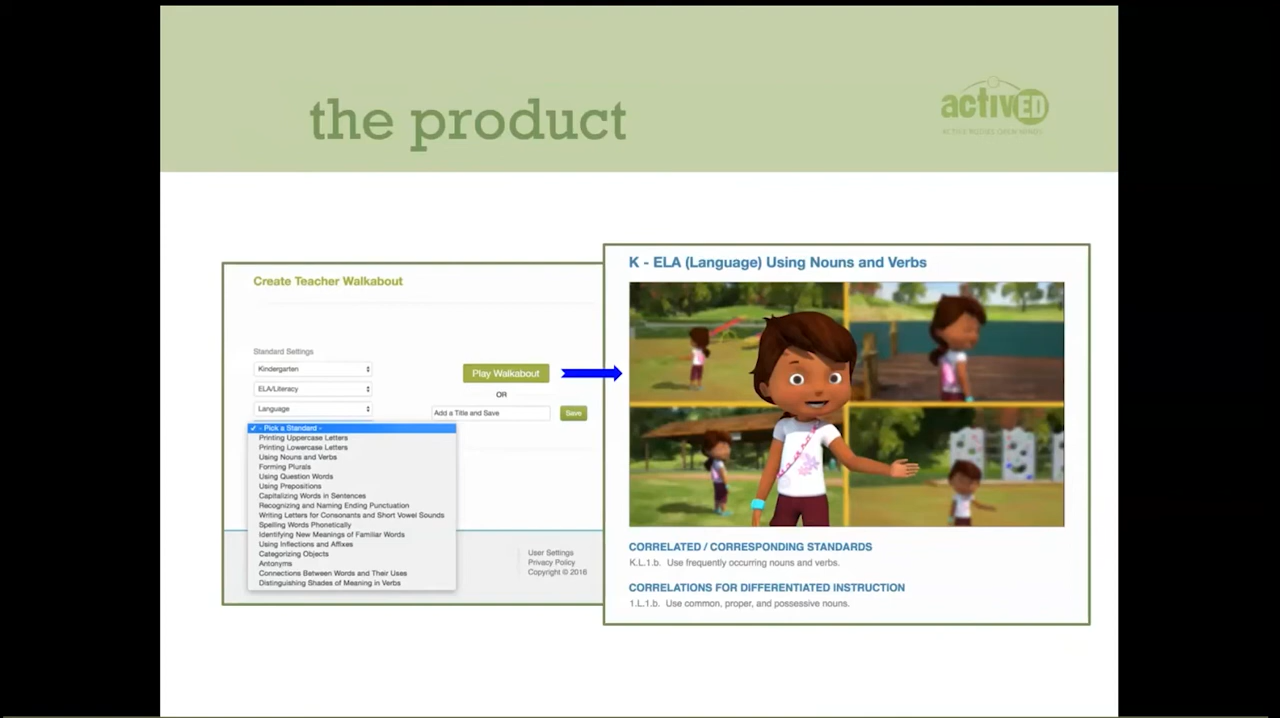 the product
activED
ACTIVE BODIES OPEN MINDS
Create Teacher Walkabout
Standard Settings
Kindergarten
ELA/Literacy
Language
✓ - Pick a Standard -
Printing Uppercase Letters
Printing Lowercase Letters
Using Nouns and Verbs
Forming Plurals
Using Question Words
Using Prepositions
Capitalizing Words in Sentences
Recognizing and Naming Ending Punctuation
Writing Letters for Consonants and Short Vowel Sounds
Spelling Words Phonetically
Identifying New Meanings of Familiar Words
Using Inflections and Affixes
Categorizing Objects
Antonyms
Connections Between Words and Their Uses
Distinguishing Shades of Meaning in Verbs
Play Walkabout
OR
Add a Title and Save
Save
User Settings
Privacy Policy
Copyright © 2016
K - ELA (Language) Using Nouns and Verbs
CORRELATED / CORRESPONDING STANDARDS
K.L.1.b. Use frequently occurring nouns and verbs.
CORRELATIONS FOR DIFFERENTIATED INSTRUCTION
1.L.1.b. Use common, proper, and possessive nouns.